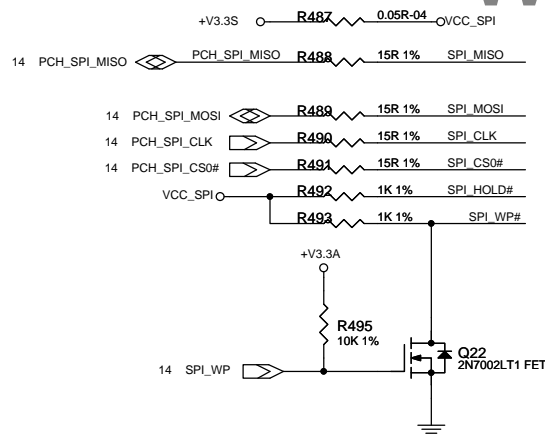 +V3.3S R487 0.05R-04 VCC_SPI
14 PCH_SPI_MISO PCH_SPI_MISO R488 15R 1% SPI_MISO
14 PCH_SPI_MOSI R489 15R 1% SPI_MOSI
14 PCH_SPI_CLK R490 15R 1% SPI_CLK
14 PCH_SPI_CS0# R491 15R 1% SPI_CS0#
VCC_SPI R492 1K 1% SPI_HOLD#
R493 1K 1% SPI_WP#
+V3.3A
R495
10K 1%
Q22
2N7002LT1 FET
14 SPI_WP